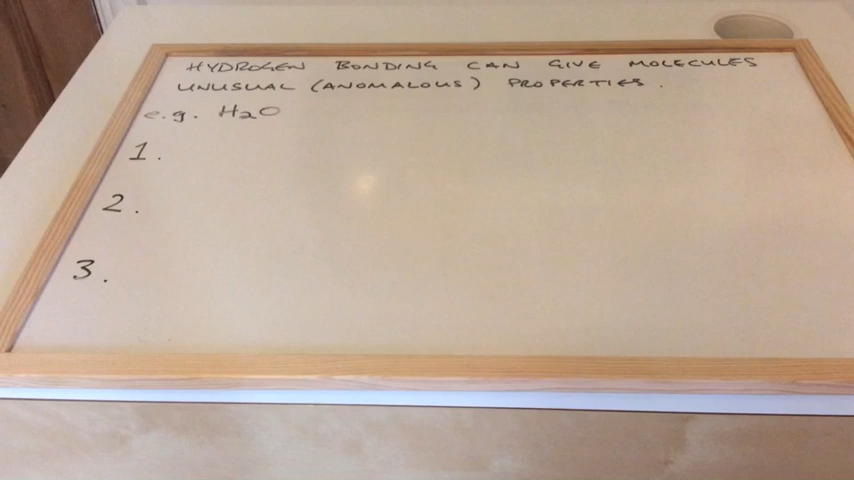 HYDROGEN BONDING CAN GIVE MOLECULES
UNUSUAL (ANOMALOUS) PROPERTIES.
e.g. H2O
1.
2.
3.